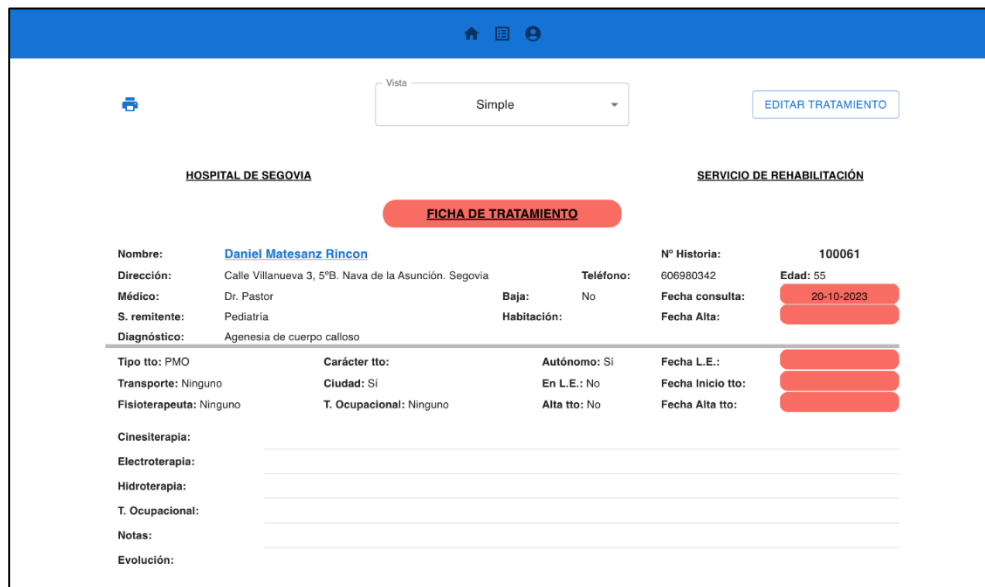 Vista
Simple
EDITAR TRATAMIENTO
HOSPITAL DE SEGOVIA SERVICIO DE REHABILITACIÓN
FICHA DE TRATAMIENTO
Nombre: Daniel Matesanz Rincon Nº Historia: 100061
Dirección: Calle Villanueva 3, 5ºB. Nava de la Asunción. Segovia Teléfono: 606980342 Edad: 55
Médico: Dr. Pastor Baja: No Fecha consulta: 20-10-2023
S. remitente: Pediatría Habitación: Fecha Alta:
Diagnóstico: Agenesia de cuerpo calloso
Tipo tto: PMO Carácter tto: Autónomo: Sí Fecha L.E.:
Transporte: Ninguno Ciudad: Sí En L.E.: No Fecha Inicio tto:
Fisioterapeuta: Ninguno T. Ocupacional: Ninguno Alta tto: No Fecha Alta tto:
Cinesiterapia:
Electroterapia:
Hidroterapia:
T. Ocupacional:
Notas:
Evolución: